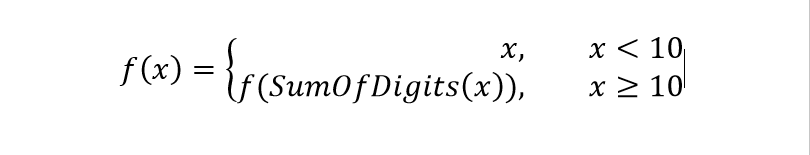 f(x) = { x, x < 10
f(SumOfDigits(x)), x ≥ 10